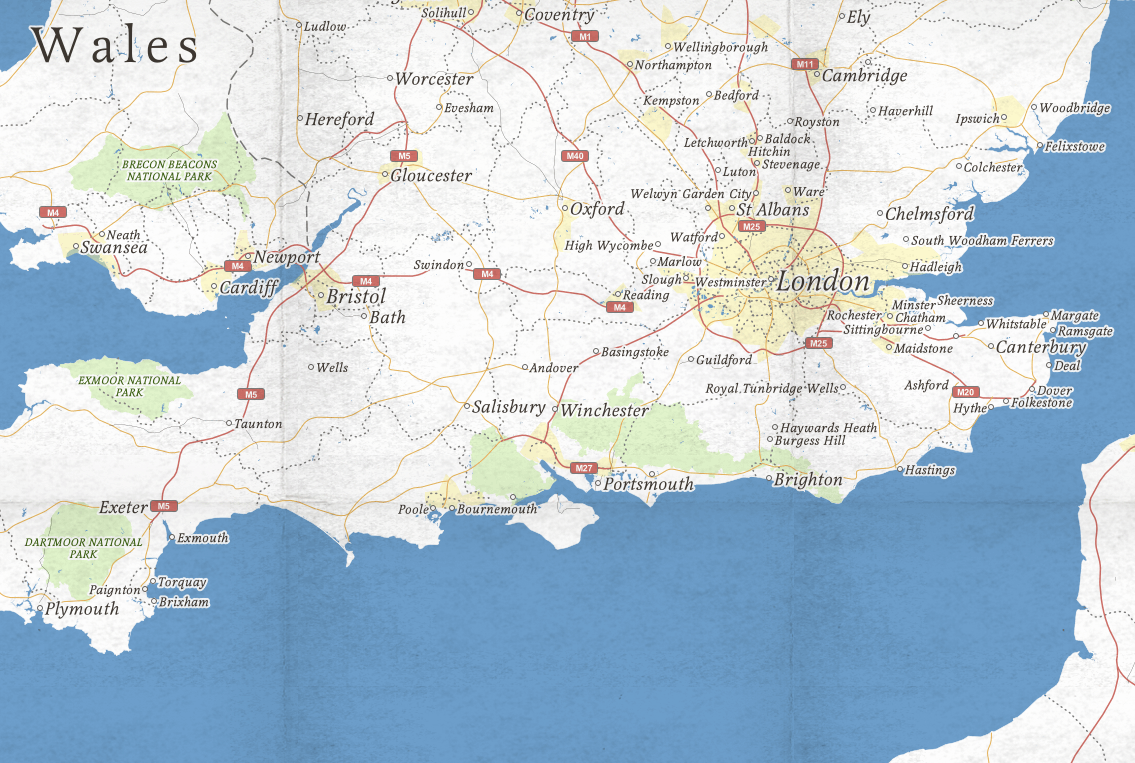 Solihull
Coventry
Ely
Ludlow
Wales
M1
Wellingborough
Northampton
M11
Cambridge
Worcester
Evesham
Kempston
Bedford
Haverhill
Woodbridge
Ipswich
Hereford
Royston
Letchworth
Baldock
Hitchin
Felixstowe
M5
M40
Stevenage
BRECON BEACONS
NATIONAL PARK
Gloucester
Luton
Colchester
Welwyn Garden City
Ware
M4
Oxford
St Albans
Chelmsford
M25
Neath
Swansea
Watford
High Wycombe
South Woodham Ferrers
Newport
M4
Swindon
M4
Marlow
Hadleigh
Cardiff
M4
Slough
Westminster
London
Bristol
Reading
M4
Minster
Sheerness
Bath
Rochester
Chatham
Margate
Sittingbourne
Whitstable
Ramsgate
M25
Maidstone
Canterbury
Basingstoke
Guildford
Wells
Andover
Deal
EXMOOR NATIONAL
PARK
M5
Royal Tunbridge Wells
Ashford
M20
Dover
Hythe
Folkestone
Salisbury
Winchester
Taunton
Haywards Heath
Burgess Hill
M27
Portsmouth
Brighton
Hastings
Exeter
M5
Poole
Bournemouth
DARTMOOR NATIONAL
PARK
Exmouth
Torquay
Paignton
Brixham
Plymouth